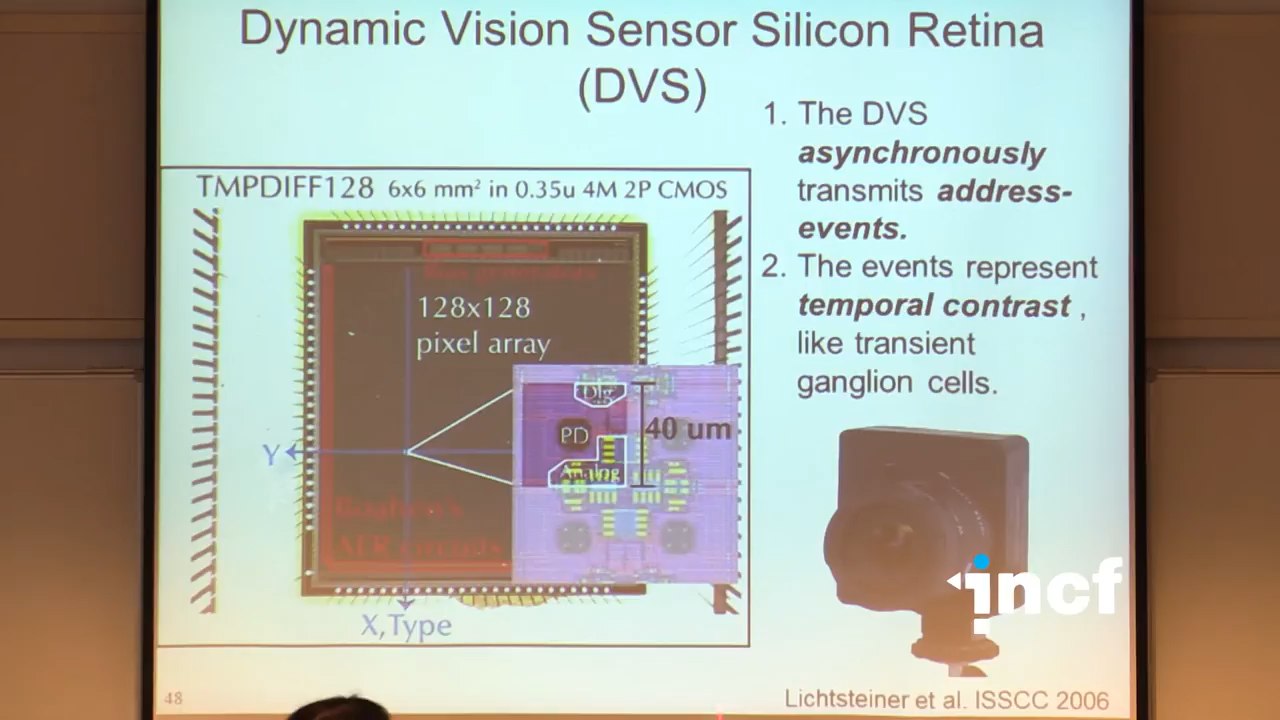 Dynamic Vision Sensor Silicon Retina
(DVS)
TMPDIFF128 6x6 mm² in 0.35u 4M 2P CMOS
128x128
pixel array
Dig
PD
Analog
40 um
Y
AER circuits
X,Type
1. The DVS
asynchronously
transmits address-
events.
2. The events represent
temporal contrast ,
like transient
ganglion cells.
incf
48
Lichtsteiner et al. ISSCC 2006